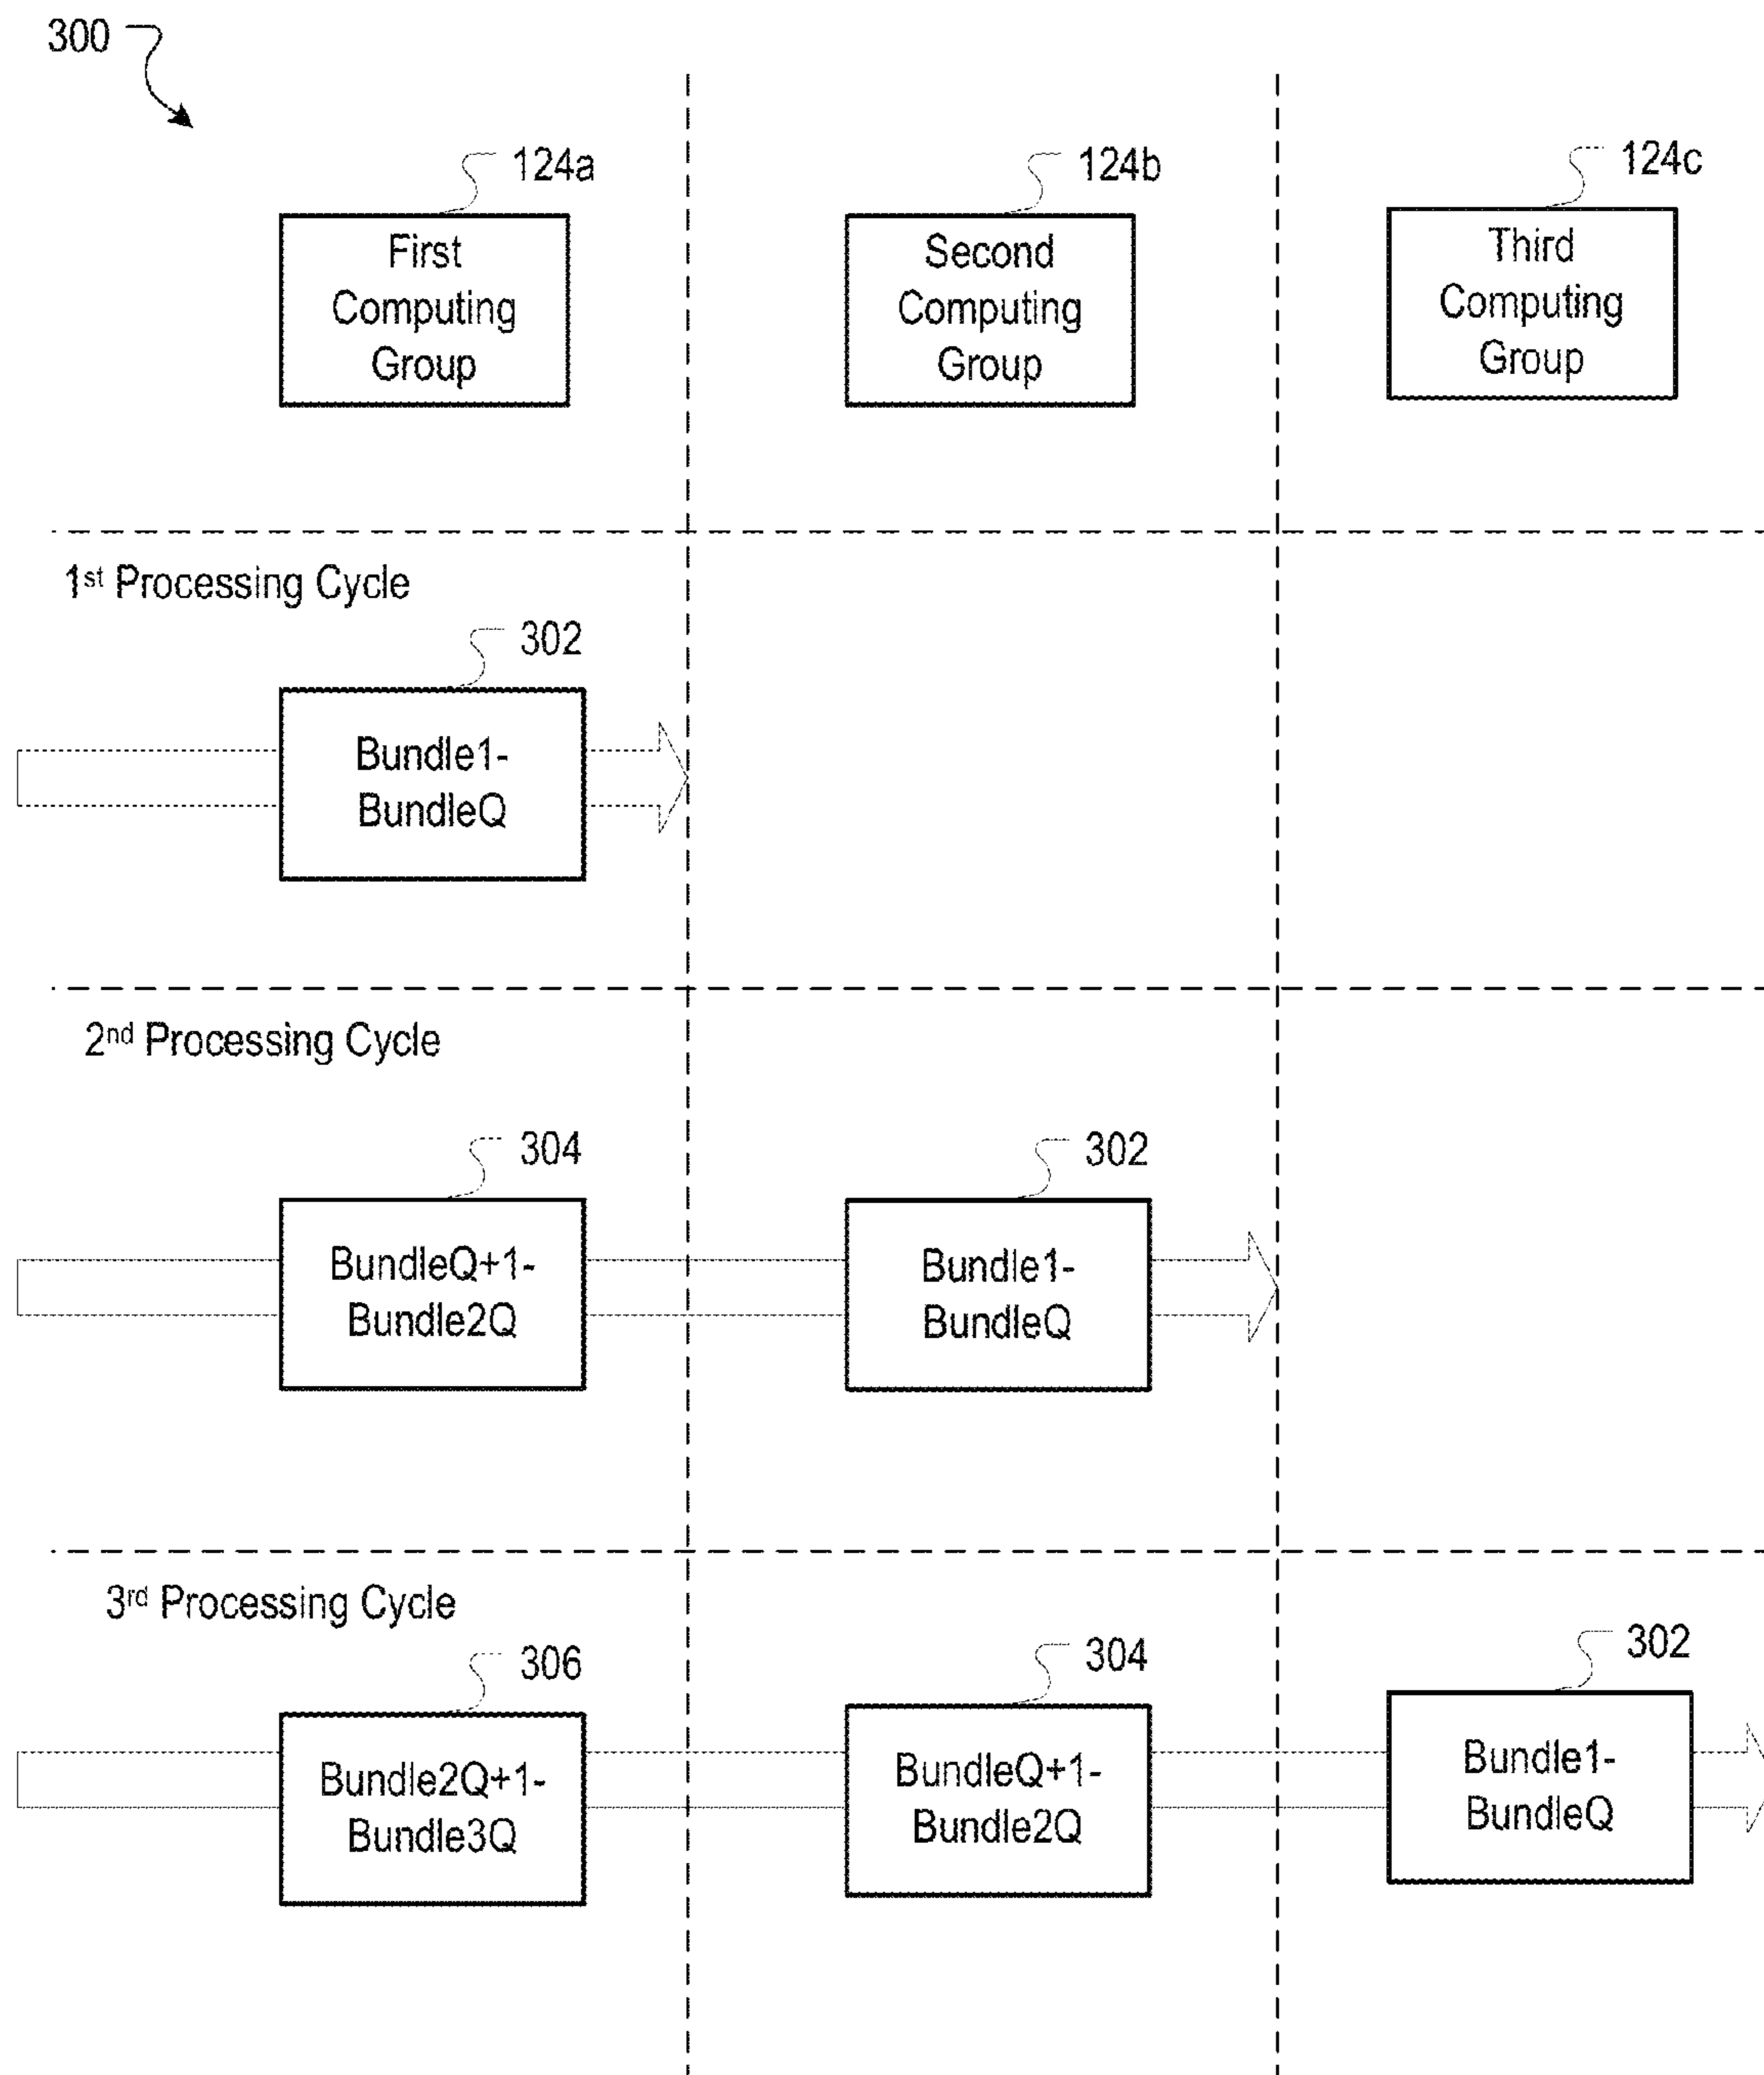 300
124a
124b
124c
First
Computing
Group
Second
Computing
Group
Third
Computing
Group
1st Processing Cycle
302
Bundle1-
BundleQ
2nd Processing Cycle
304
302
BundleQ+1-
Bundle2Q
Bundle1-
BundleQ
3rd Processing Cycle
306
304
302
Bundle2Q+1-
Bundle3Q
BundleQ+1-
Bundle2Q
Bundle1-
BundleQ